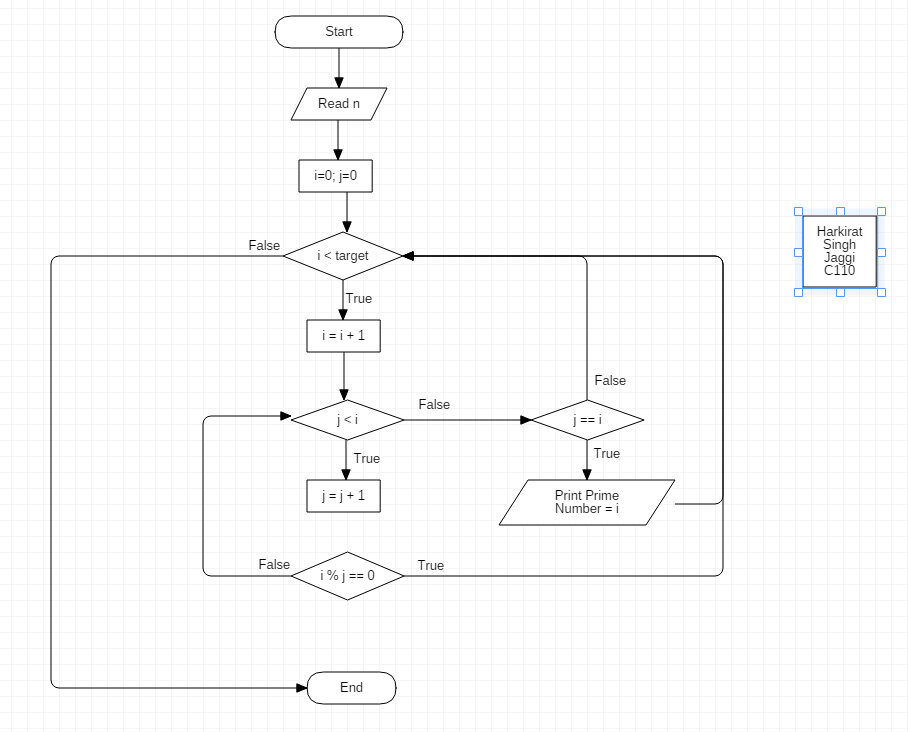 Start
Read n
i=0; j=0
False
i < target
True
i = i + 1
False
False
j < i
j == i
True
True
j = j + 1
Print Prime
Number = i
False
True
i % j == 0
End
Harkirat
Singh
Jaggi
C110